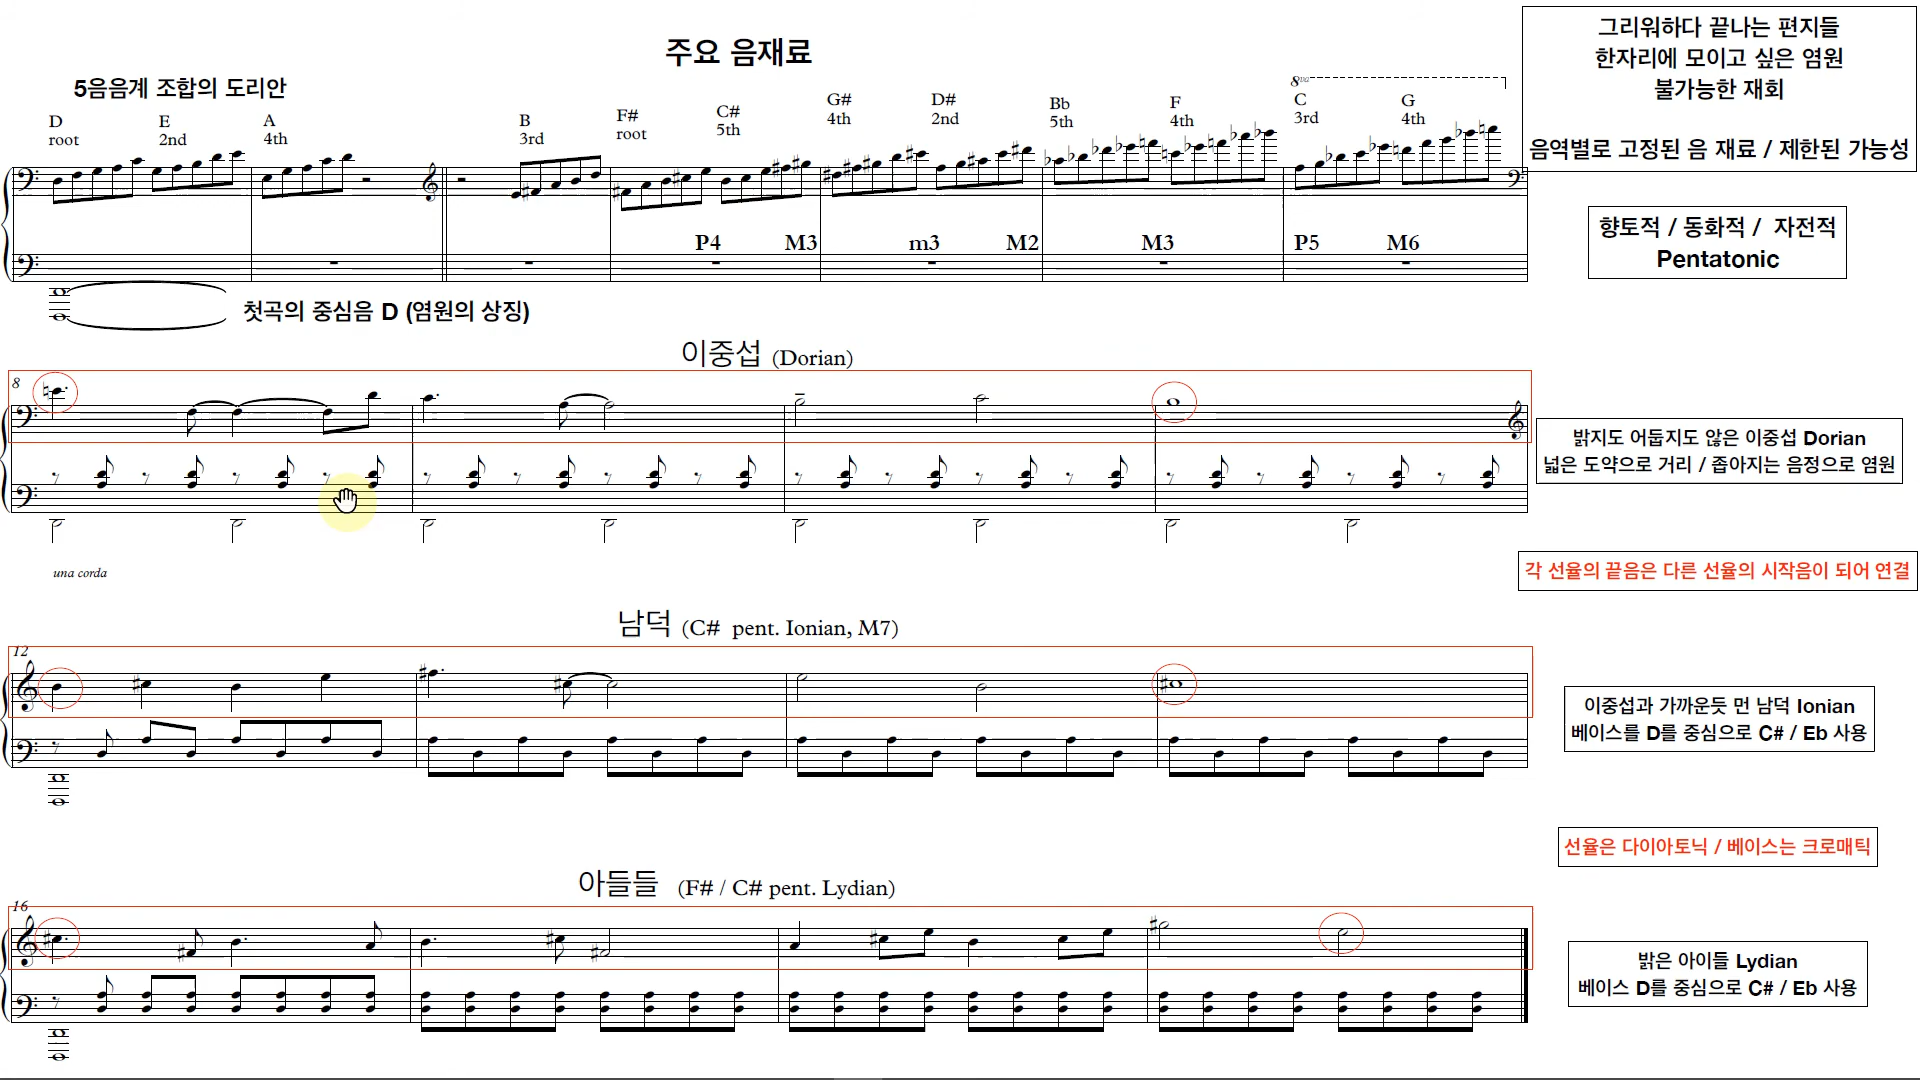 주요 음재료
5음음계 조합의 도리안
D root
E 2nd
A 4th
B 3rd
F# root
C# 5th
G# 4th
D# 2nd
Bb 5th
F 4th
8va
C 3rd
G 4th
P4 M3 m3 M2 M3 P5 M6
첫곡의 중심음 D (염원의 상징)
그리워하다 끝나는 편지들
한자리에 모이고 싶은 염원
불가능한 재회
음역별로 고정된 음 재료 / 제한된 가능성
향토적 / 동화적 / 자전적
Pentatonic
이중섭 (Dorian)
8
una corda
밝지도 어둡지도 않은 이중섭 Dorian
넓은 도약으로 거리 / 좁아지는 음정으로 염원
각 선율의 끝음은 다른 선율의 시작음이 되어 연결
남덕 (C# pent. Ionian, M7)
12
이중섭과 가까운듯 먼 남덕 Ionian
베이스를 D를 중심으로 C# / Eb 사용
선율은 다이아토닉 / 베이스는 크로매틱
아들들 (F# / C# pent. Lydian)
16
밝은 아이들 Lydian
베이스 D를 중심으로 C# / Eb 사용